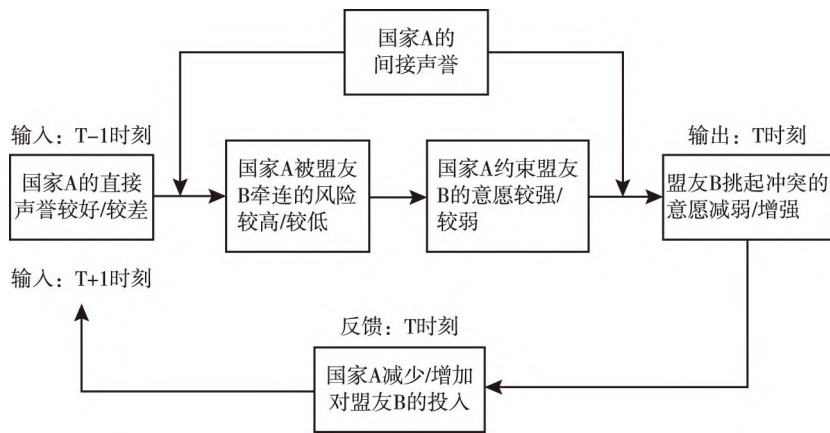 国家A的
间接声誉
输入：T-1时刻
输出：T时刻
国家A的直接
声誉较好/较差
国家A被盟友
B牵连的风险
较高/较低
国家A约束盟友
B的意愿较强/
较弱
盟友B挑起冲突的
意愿减弱/增强
输入：T+1时刻
反馈：T时刻
国家A减少/增加
对盟友B的投入